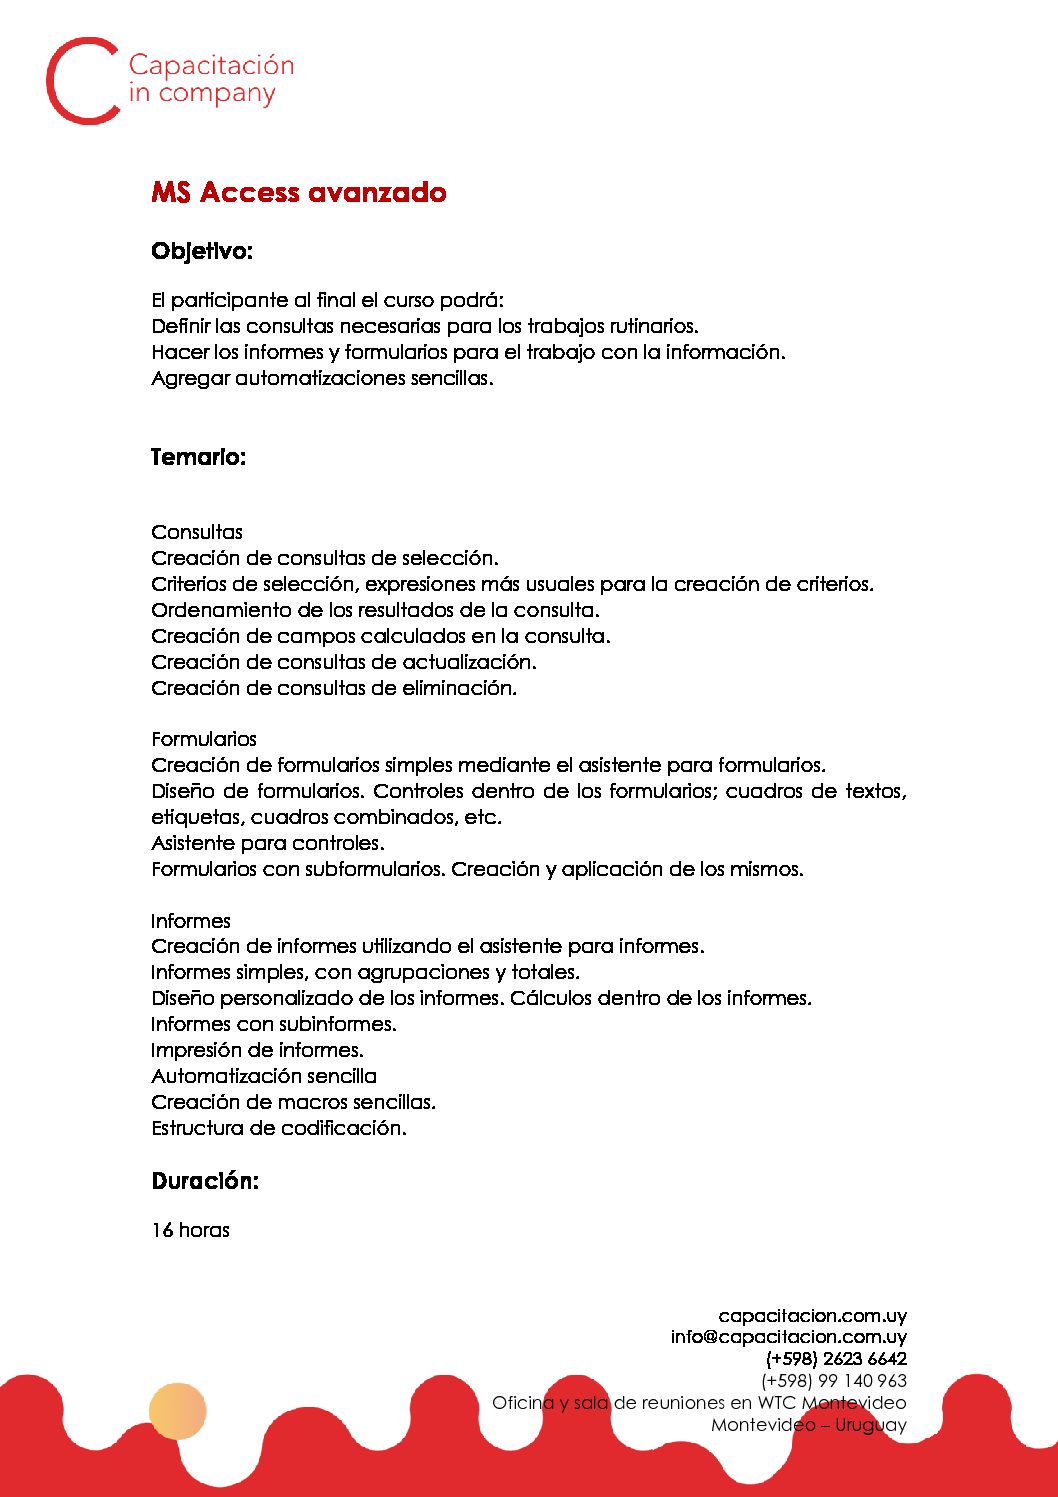 Capacitación
in company
MS Access avanzado
Objetivo:
El participante al final el curso podrá:
Definir las consultas necesarias para los trabajos rutinarios.
Hacer los informes y formularios para el trabajo con la información.
Agregar automatizaciones sencillas.
Temario:
Consultas
Creación de consultas de selección.
Criterios de selección, expresiones más usuales para la creación de criterios.
Ordenamiento de los resultados de la consulta.
Creación de campos calculados en la consulta.
Creación de consultas de actualización.
Creación de consultas de eliminación.
Formularios
Creación de formularios simples mediante el asistente para formularios.
Diseño de formularios. Controles dentro de los formularios; cuadros de textos,
etiquetas, cuadros combinados, etc.
Asistente para controles.
Formularios con subformularios. Creación y aplicación de los mismos.
Informes
Creación de informes utilizando el asistente para informes.
Informes simples, con agrupaciones y totales.
Diseño personalizado de los informes. Cálculos dentro de los informes.
Informes con subinformes.
Impresión de informes.
Automatización sencilla
Creación de macros sencillas.
Estructura de codificación.
Duración:
16 horas
capacitacion.com.uy
info@capacitacion.com.uy
(+598) 2623 6642
(+598) 99 140 963
Oficina y sala de reuniones en WTC Montevideo
Montevideo – Uruguay